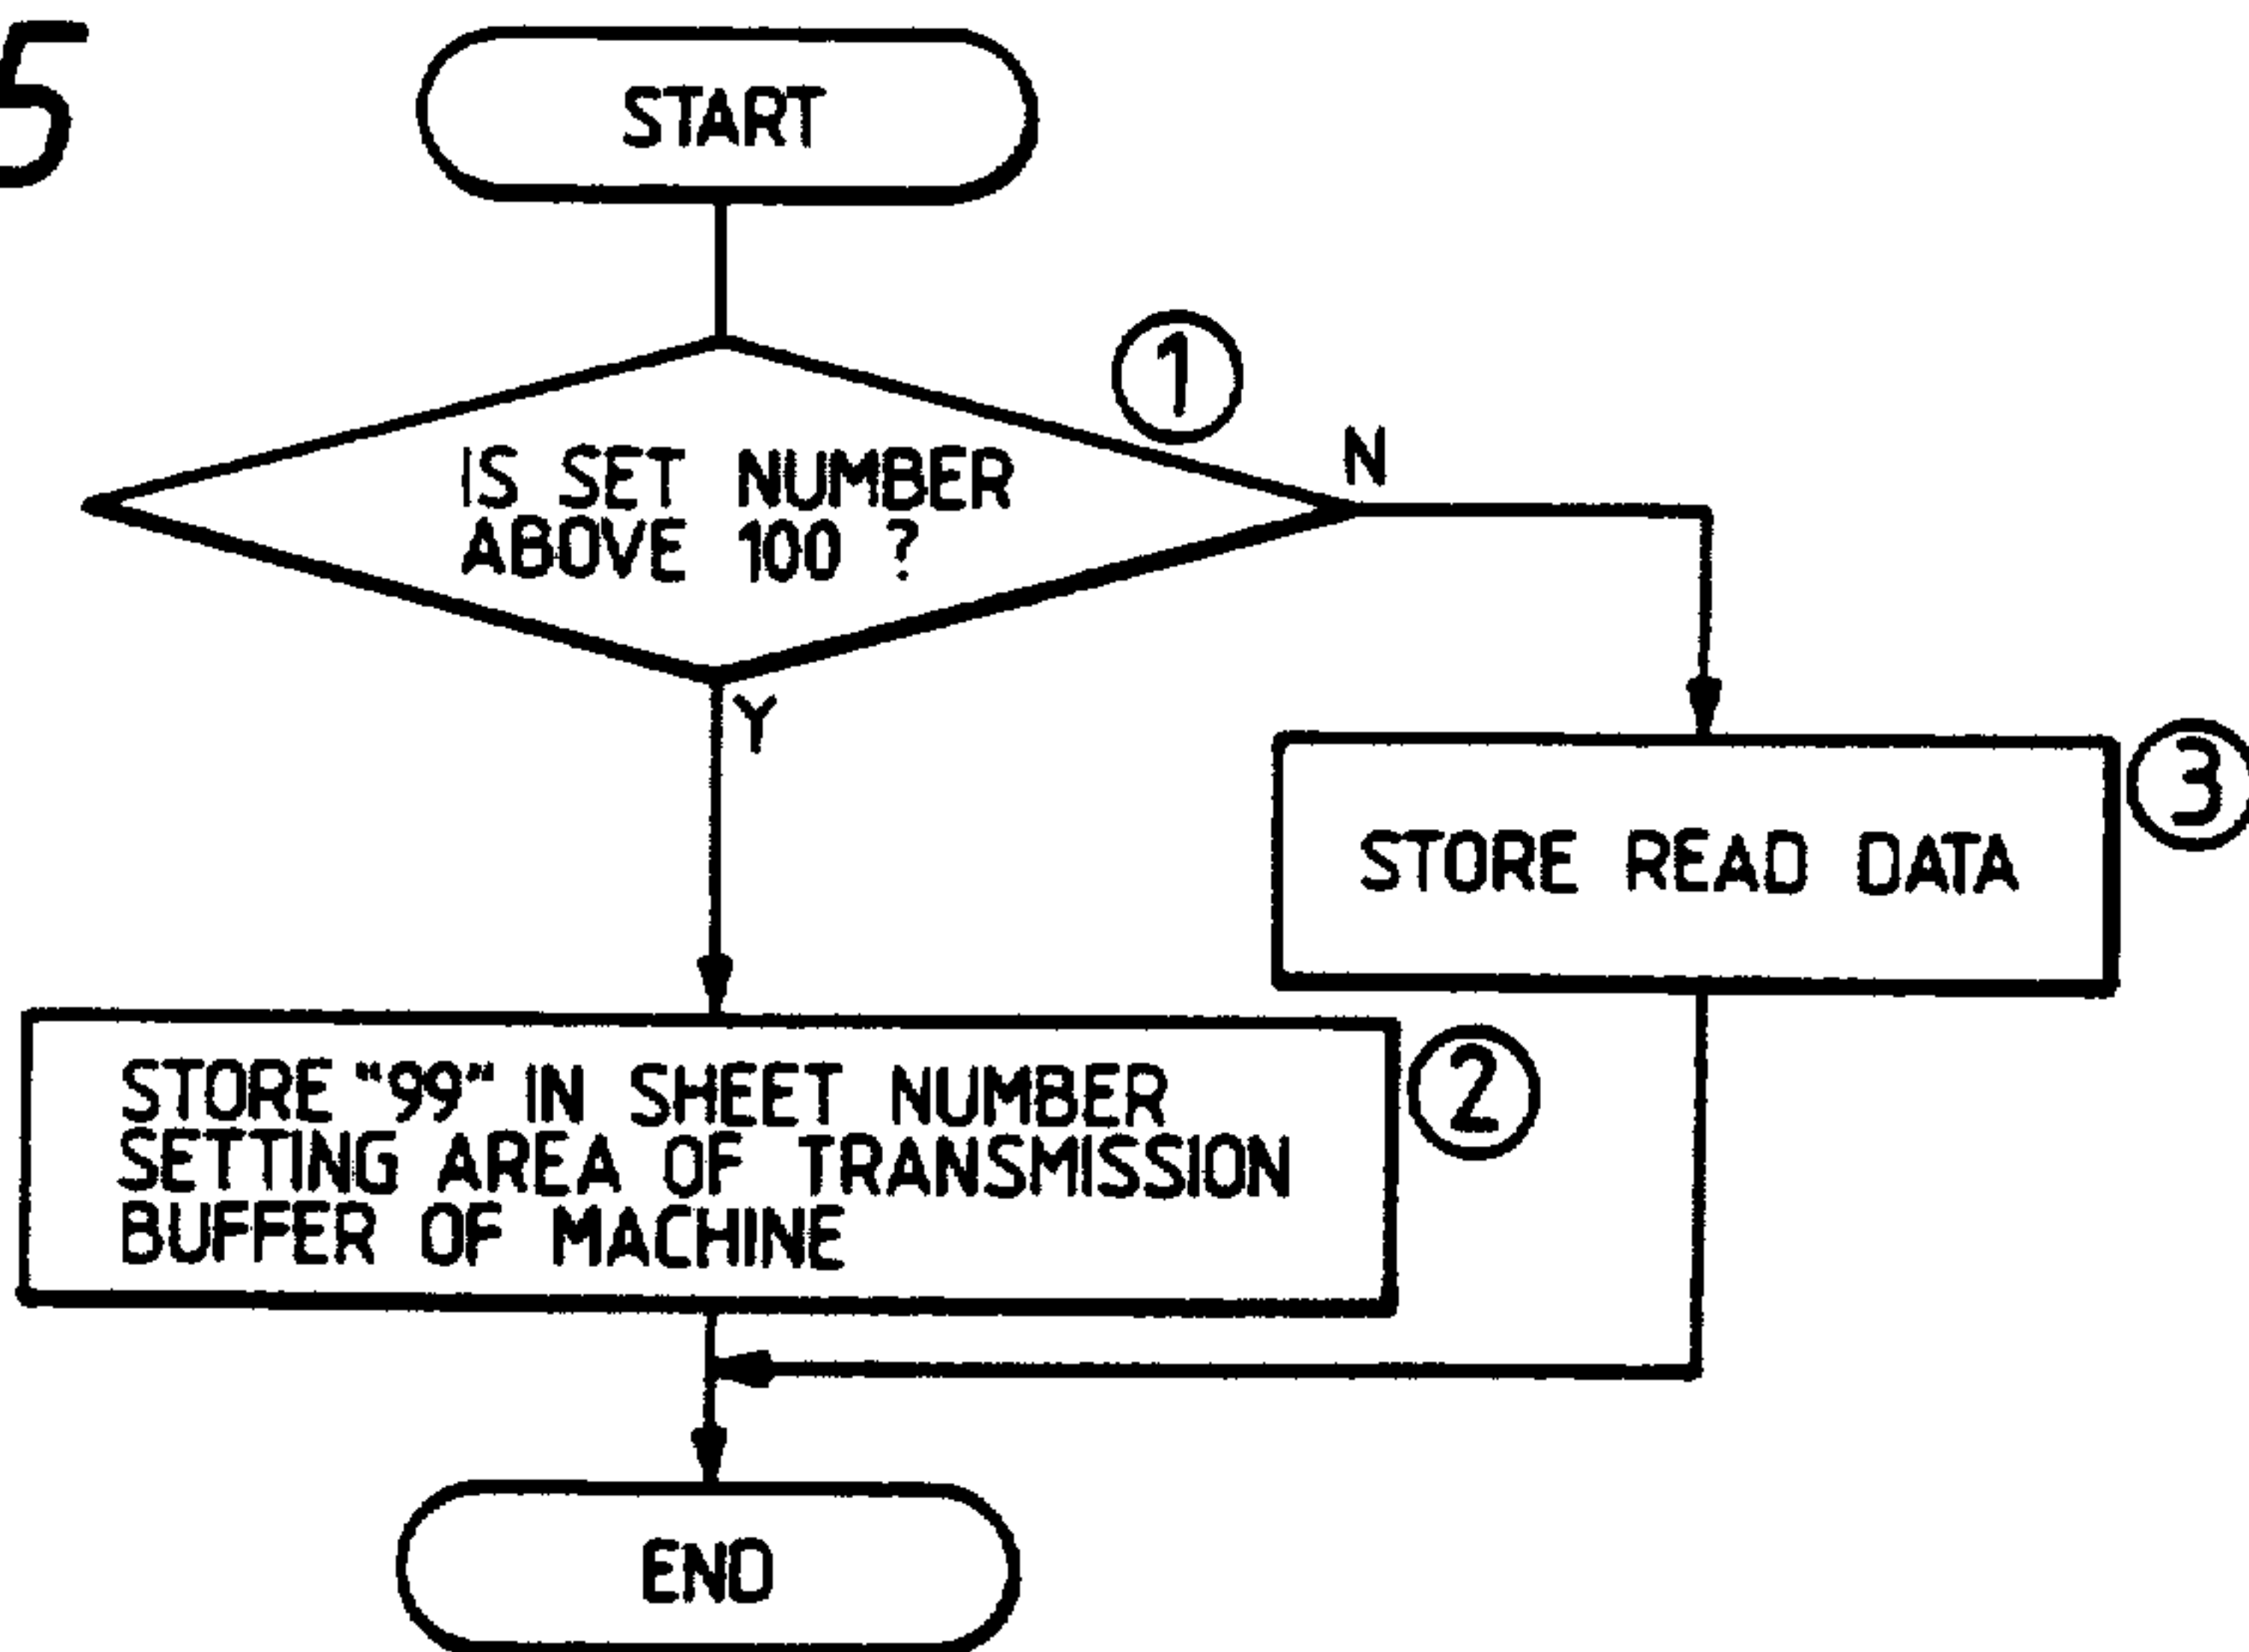 5
START
1
IS SET NUMBER
ABOVE 100 ?
N
Y
3
STORE READ DATA
2
STORE "99" IN SHEET NUMBER
SETTING AREA OF TRANSMISSION
BUFFER OF MACHINE
END